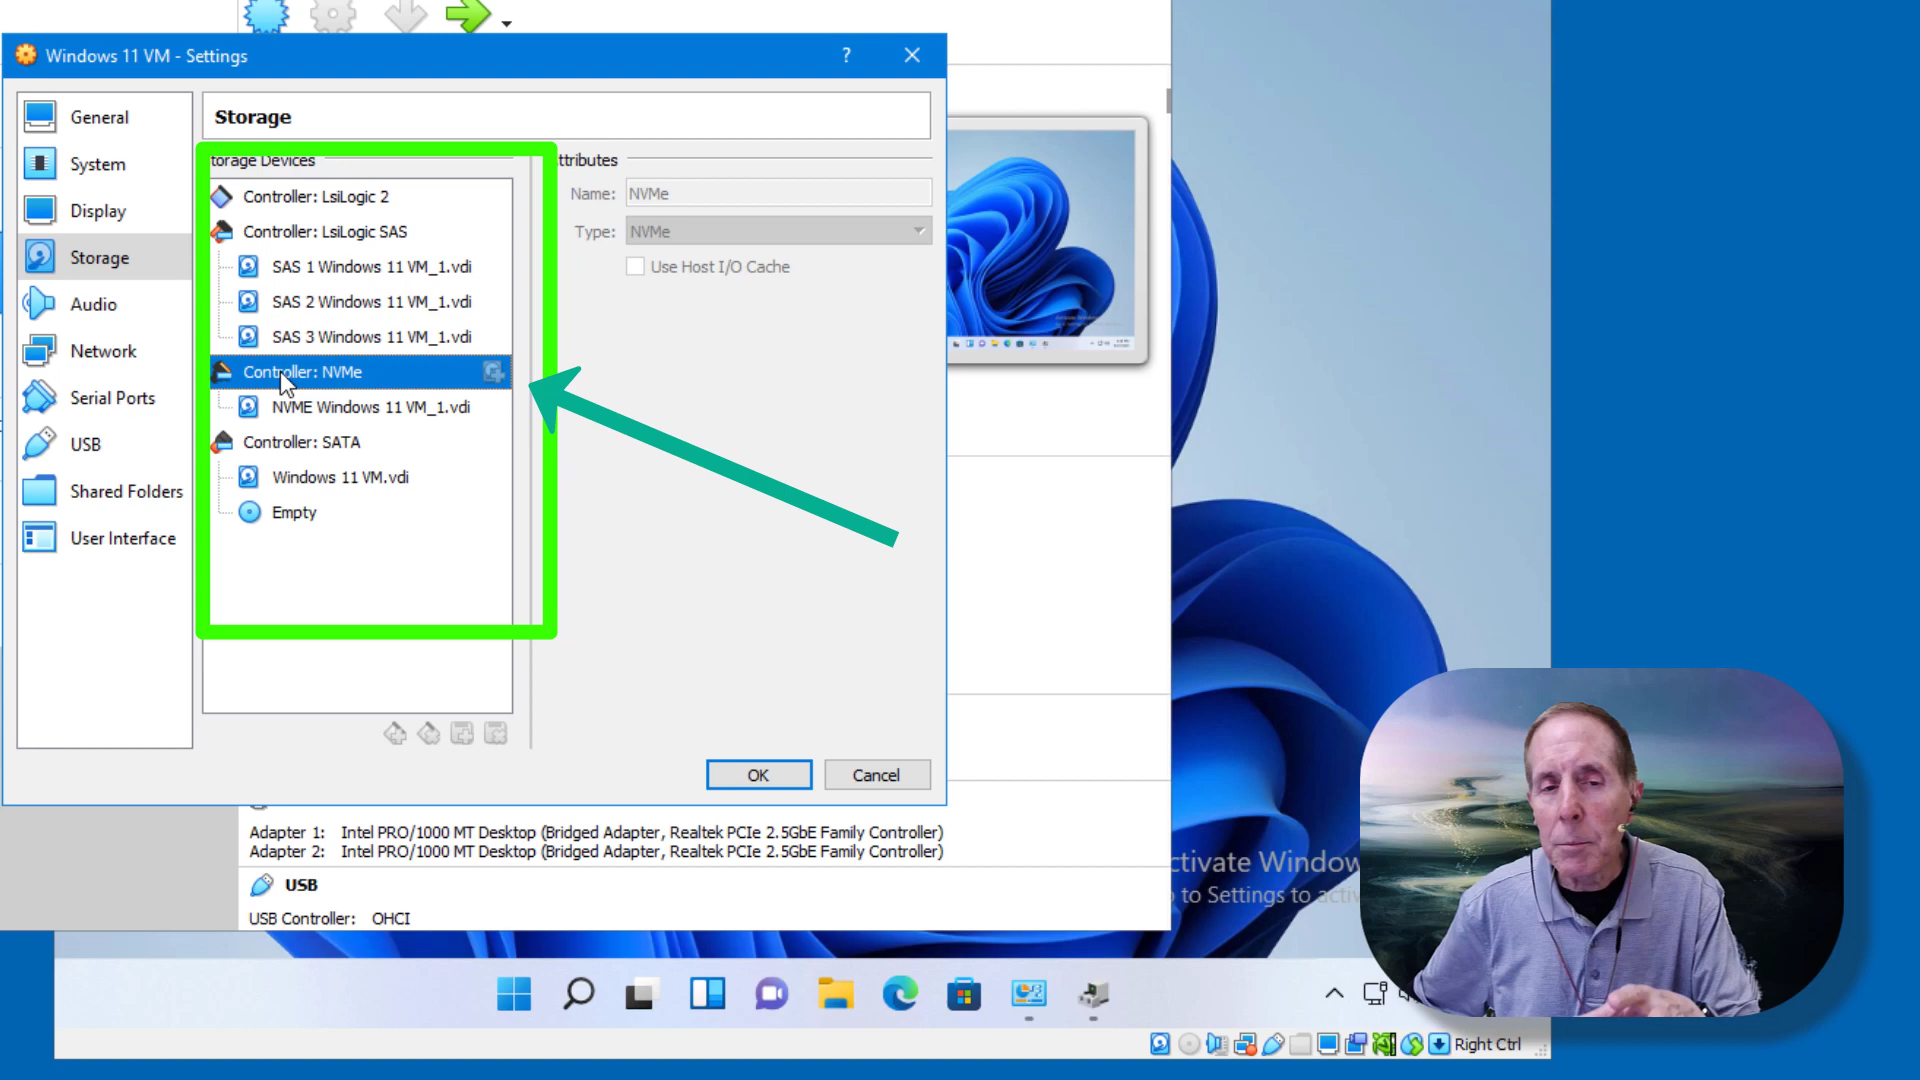 Windows 11 VM - Settings
?
General
System
Display
Storage
Audio
Network
Serial Ports
USB
Shared Folders
User Interface
Storage
torage Devices
Controller: LsiLogic 2
Controller: LsiLogic SAS
SAS 1 Windows 11 VM_1.vdi
SAS 2 Windows 11 VM_1.vdi
SAS 3 Windows 11 VM_1.vdi
Controller: NVMe
NVME Windows 11 VM_1.vdi
Controller: SATA
Windows 11 VM.vdi
Empty
ttributes
Name: NVMe
Type: NVMe
Use Host I/O Cache
OK
Cancel
Adapter 1: Intel PRO/1000 MT Desktop (Bridged Adapter, Realtek PCIe 2.5GbE Family Controller)
Adapter 2: Intel PRO/1000 MT Desktop (Bridged Adapter, Realtek PCIe 2.5GbE Family Controller)
USB
USB Controller: OHCI
ctivate Window
to Settings to activ
Right Ctrl